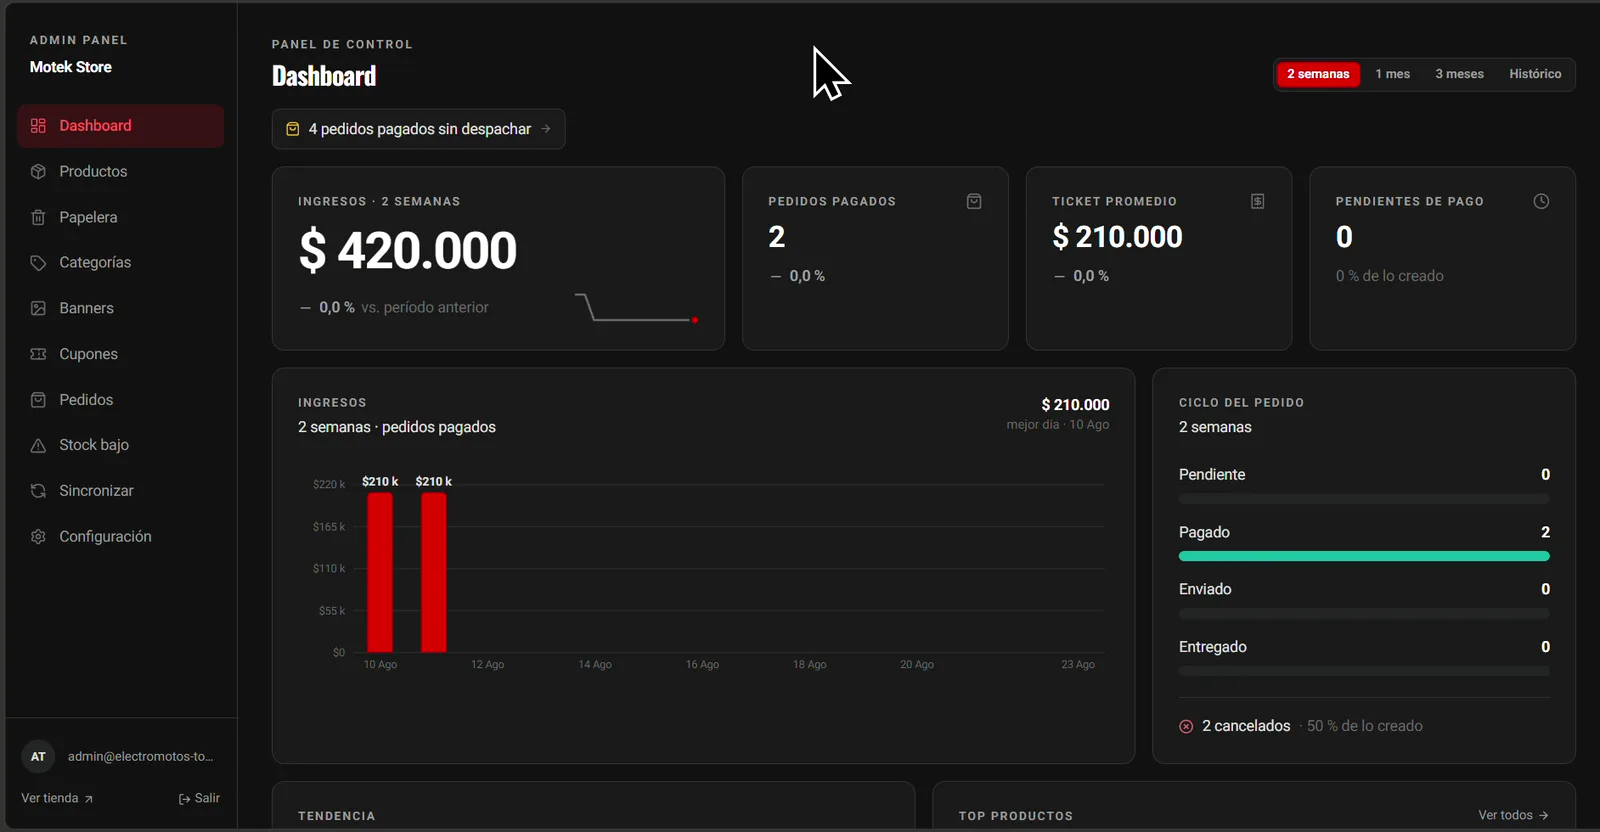 ADMIN PANEL
Motek Store
Dashboard
Productos
Papelera
Categorías
Banners
Cupones
Pedidos
Stock bajo
Sincronizar
Configuración
AT
admin@electromotos-to...
Ver tienda ↗
Salir
PANEL DE CONTROL
Dashboard
2 semanas
1 mes
3 meses
Histórico
4 pedidos pagados sin despachar →
INGRESOS · 2 SEMANAS
$ 420.000
— 0,0 % vs. período anterior
PEDIDOS PAGADOS
2
— 0,0 %
TICKET PROMEDIO
$ 210.000
— 0,0 %
PENDIENTES DE PAGO
0
0 % de lo creado
INGRESOS
2 semanas · pedidos pagados
$ 210.000
mejor día · 10 Ago
$220 k
$165 k
$110 k
$55 k
$0
$210 k
$210 k
10 Ago
12 Ago
14 Ago
16 Ago
18 Ago
20 Ago
23 Ago
CICLO DEL PEDIDO
2 semanas
Pendiente 0
Pagado 2
Enviado 0
Entregado 0
2 cancelados · 50 % de lo creado
TENDENCIA
TOP PRODUCTOS
Ver todos →